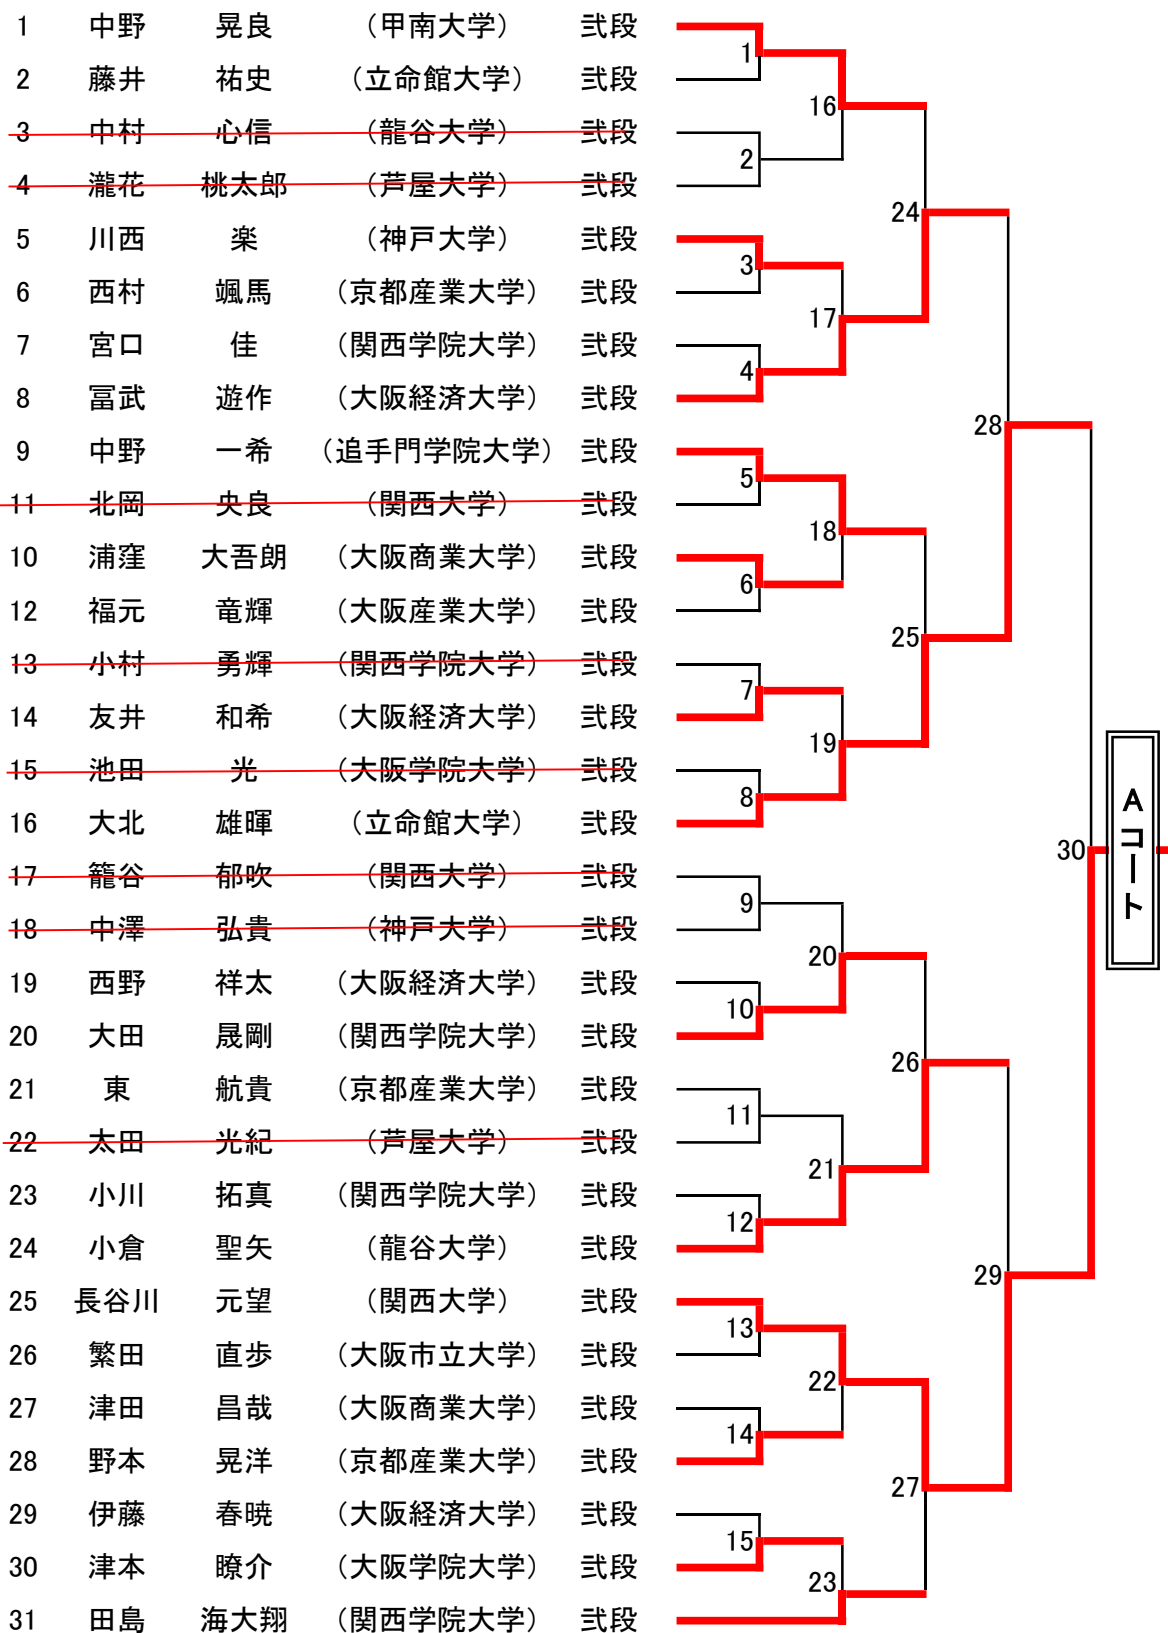 1 中野 晃良 （甲南大学） 弐段
2 藤井 祐史 （立命館大学） 弐段
3 中村 心信 （龍谷大学） 弐段
4 瀧花 桃太郎 （芦屋大学） 弐段
5 川西 楽 （神戸大学） 弐段
6 西村 颯馬 （京都産業大学） 弐段
7 宮口 佳 （関西学院大学） 弐段
8 冨武 遊作 （大阪経済大学） 弐段
9 中野 一希 （追手門学院大学） 弐段
11 北岡 央良 （関西大学） 弐段
10 浦窪 大吾朗 （大阪商業大学） 弐段
12 福元 竜輝 （大阪産業大学） 弐段
13 小村 勇輝 （関西学院大学） 弐段
14 友井 和希 （大阪経済大学） 弐段
15 池田 光 （大阪学院大学） 弐段
16 大北 雄暉 （立命館大学） 弐段
17 籠谷 郁吹 （関西大学） 弐段
18 中澤 弘貴 （神戸大学） 弐段
19 西野 祥太 （大阪経済大学） 弐段
20 大田 晟剛 （関西学院大学） 弐段
21 東 航貴 （京都産業大学） 弐段
22 太田 光紀 （芦屋大学） 弐段
23 小川 拓真 （関西学院大学） 弐段
24 小倉 聖矢 （龍谷大学） 弐段
25 長谷川 元望 （関西大学） 弐段
26 繁田 直歩 （大阪市立大学） 弐段
27 津田 昌哉 （大阪商業大学） 弐段
28 野本 晃洋 （京都産業大学） 弐段
29 伊藤 春暁 （大阪経済大学） 弐段
30 津本 瞭介 （大阪学院大学） 弐段
31 田島 海大翔 （関西学院大学） 弐段
1
2
3
4
5
6
7
8
9
10
11
12
13
14
15
16
17
18
19
20
21
22
23
24
25
26
27
28
29
30
Aコート